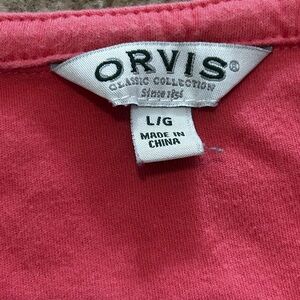 ORVIS®
CLASSIC COLLECTION
Since 1856
L/G
MADE IN
CHINA